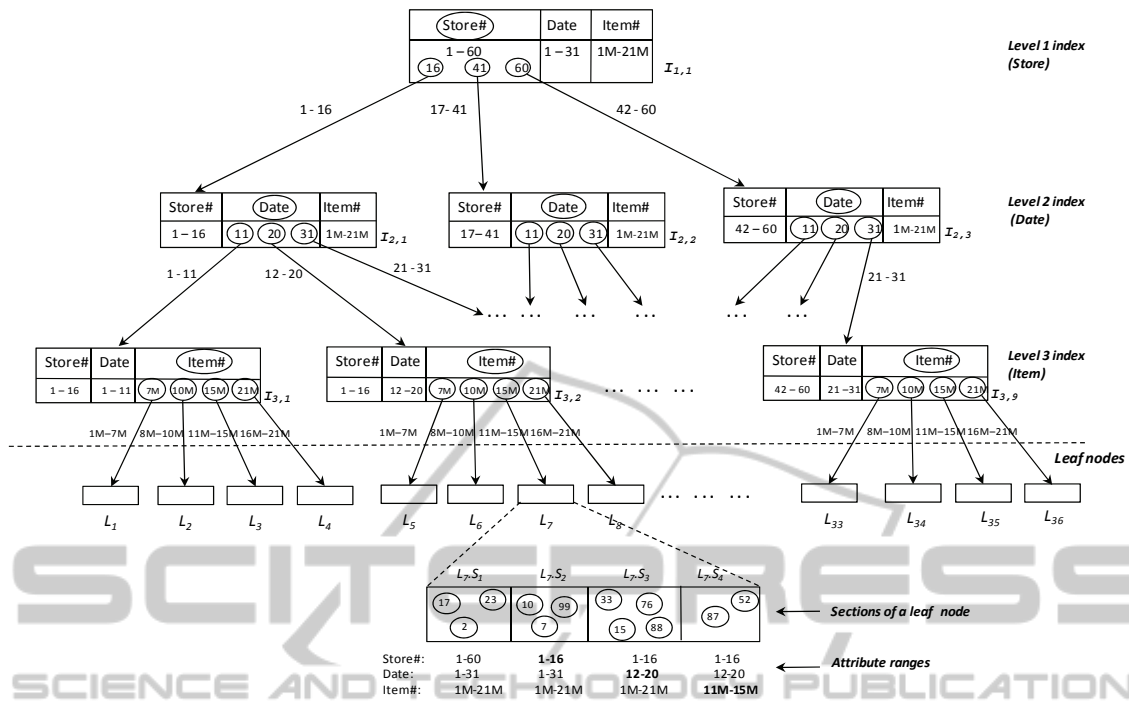 Store# Date Item#
Level 1 index
(Store)
1–60 1–31 1M-21M
16 41 60
I1,1
1-16 17-41 42-60
Store# Date Item#
1–16 11 20 31 1M-21M
I2,1
Store# Date Item#
17–41 11 20 31 1M-21M
I2,2
Store# Date Item#
42–60 11 20 31 1M-21M
I2,3
Level 2 index
(Date)
1-11 12-20 21-31 21-31
... ... ... ... ... ...
Store# Date Item#
1–16 1–11 7M 10M 15M 21M
I3,1
Store# Date Item#
1–16 12–20 7M 10M 15M 21M
I3,2
... ... ...
Store# Date Item#
42–60 21–31 7M 10M 15M 21M
I3,9
Level 3 index
(Item)
1M–7M 8M–10M 11M–15M 16M–21M
1M–7M 8M–10M 11M–15M 16M–21M
1M–7M 8M–10M 11M–15M 16M–21M
Leaf nodes
L1 L2 L3 L4 L5 L6 L7 L8 ... ... ... L33 L34 L35 L36
L7.S1 L7.S2 L7.S3 L7.S4
17 23 2
10 99 7
33 76 15 88
87 52
Sections of a leaf node
Store#: 1-60 1-16 1-16 1-16
Date: 1-31 1-31 12-20 12-20
Item#: 1M-21M 1M-21M 1M-21M 11M-15M
Attribute ranges
SCITEPRESS
SCIENCE AND TECHNOLOGY PUBLICATION